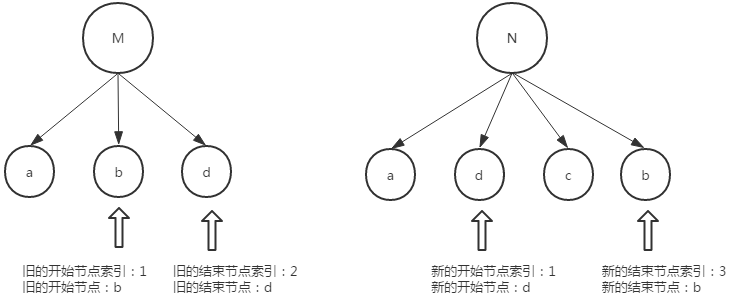 M
N
a
b
d
a
d
c
b
旧的开始节点索引：1
旧的开始节点：b
旧的结束节点索引：2
旧的结束节点：d
新的开始节点索引：1
新的开始节点：d
新的结束节点索引：3
新的结束节点：b